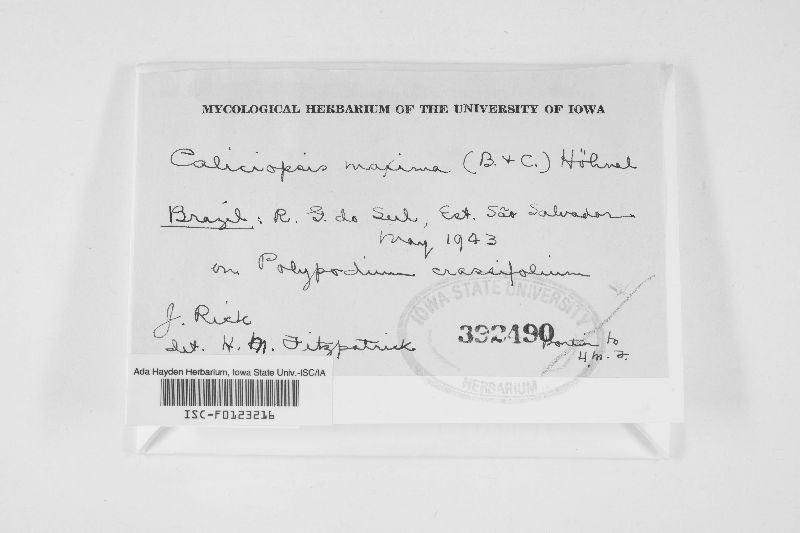 MYCOLOGICAL HERBARIUM OF THE UNIVERSITY OF IOWA
Caliciopsis maxima (B. & C.) Höhnel
Brazil: R. G. do Sul, Est. São Salvador
May 1943
on Polypodium crassifolium
J. Rick
det. H. M. Fitzpatrick
IOWA STATE UNIVERSITY
392490
HERBARIUM
Portion to
H. M. F.
Ada Hayden Herbarium, Iowa State Univ.-ISC/IA
ISC-F0123216